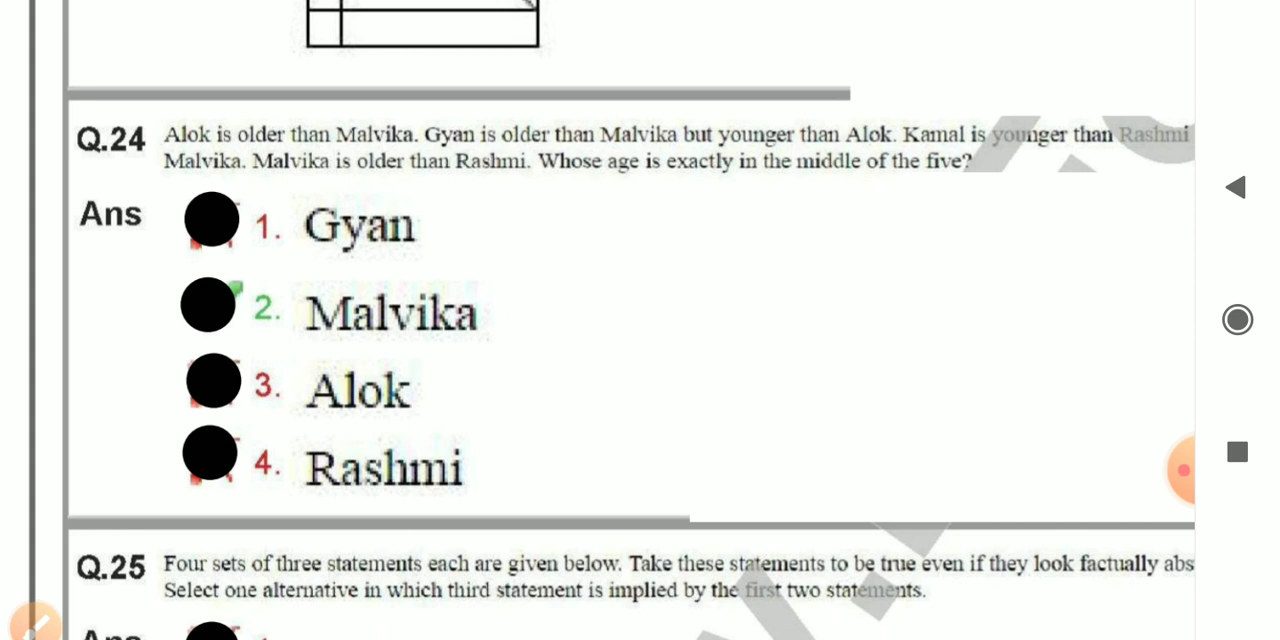 Q.24 Alok is older than Malvika. Gyan is older than Malvika but younger than Alok. Kamal is younger than Rashmi
Malvika. Malvika is older than Rashmi. Whose age is exactly in the middle of the five?
Ans 1. Gyan
2. Malvika
3. Alok
4. Rashmi
Q.25 Four sets of three statements each are given below. Take these statements to be true even if they look factually abs
Select one alternative in which third statement is implied by the first two statements.
Ans